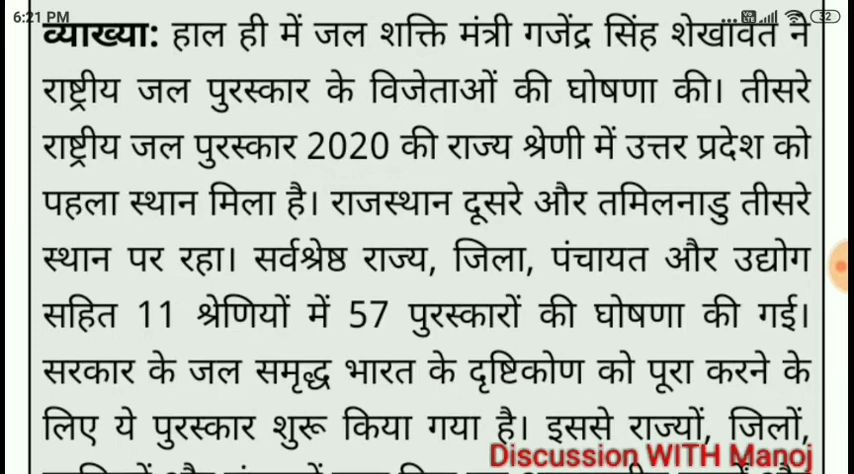 6:21 PM
32
व्याख्या: हाल ही में जल शक्ति मंत्री गजेंद्र सिंह शेखावत ने
राष्ट्रीय जल पुरस्कार के विजेताओं की घोषणा की। तीसरे
राष्ट्रीय जल पुरस्कार 2020 की राज्य श्रेणी में उत्तर प्रदेश को
पहला स्थान मिला है। राजस्थान दूसरे और तमिलनाडु तीसरे
स्थान पर रहा। सर्वश्रेष्ठ राज्य, जिला, पंचायत और उद्योग
सहित 11 श्रेणियों में 57 पुरस्कारों की घोषणा की गई।
सरकार के जल समृद्ध भारत के दृष्टिकोण को पूरा करने के
लिए ये पुरस्कार शुरू किया गया है। इससे राज्यों, जिलों,
Discussion WITH Manoj